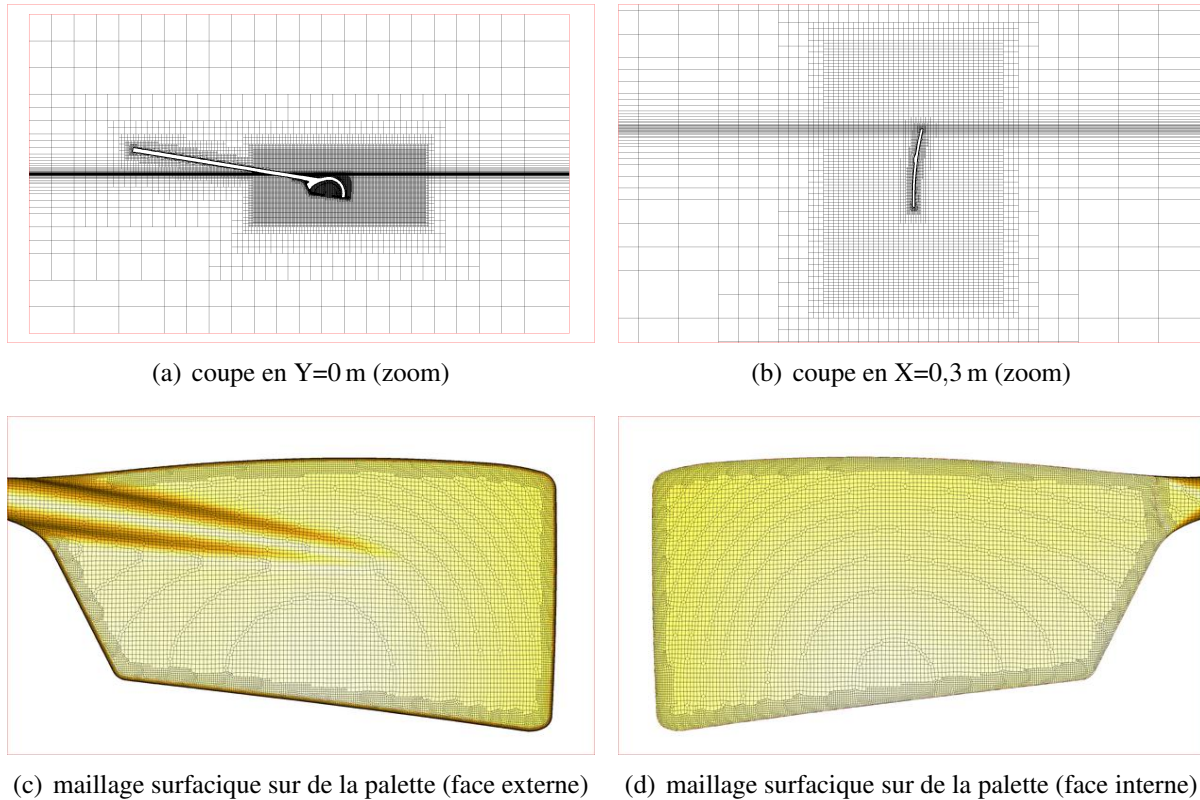 (a) coupe en Y=0 m (zoom)
(b) coupe en X=0,3 m (zoom)
(c) maillage surfacique sur de la palette (face externe)
(d) maillage surfacique sur de la palette (face interne)